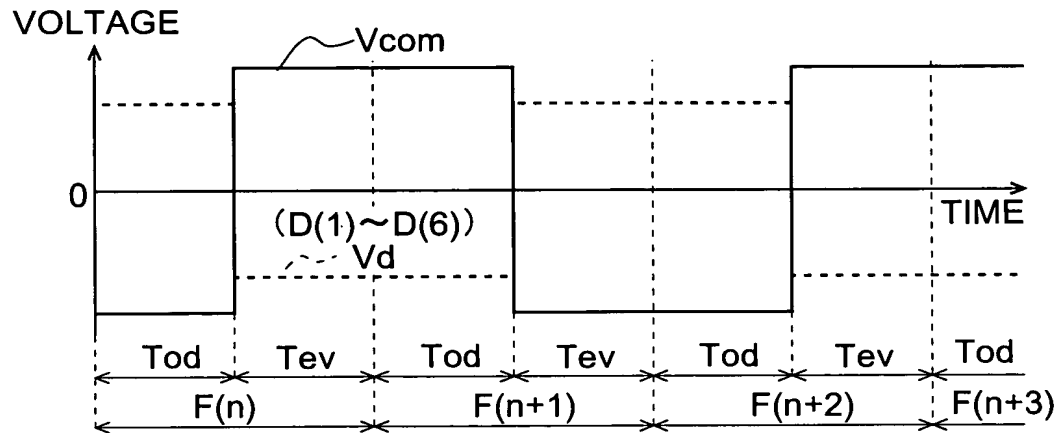 VOLTAGE
Vcom
0
TIME
(D(1)～D(6))
Vd
Tod Tev Tod Tev Tod Tev Tod
F(n) F(n+1) F(n+2) F(n+3)